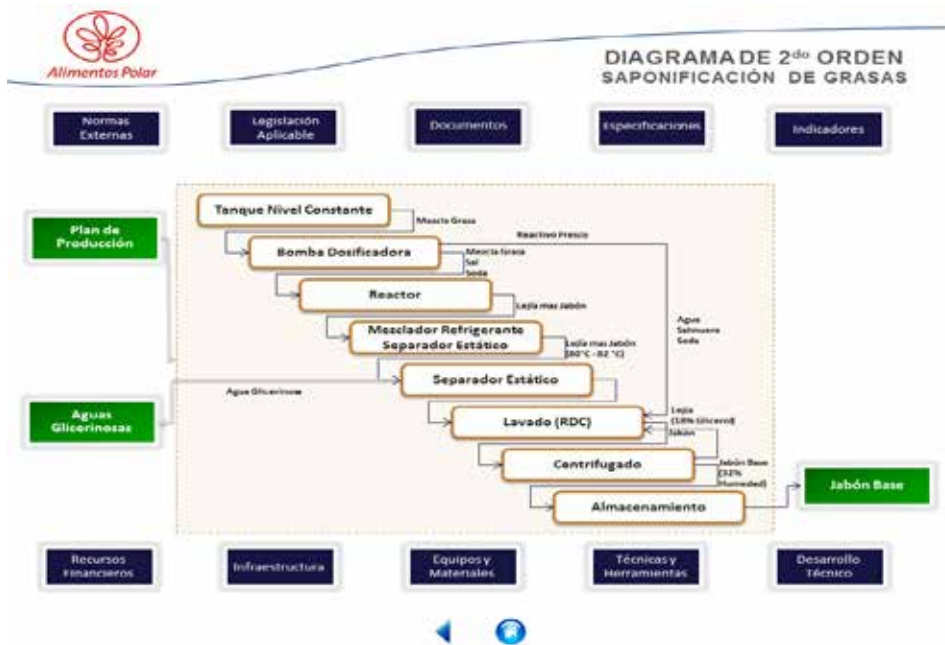 Alimentos Polar
DIAGRAMA DE 2do ORDEN
SAPONIFICACIÓN DE GRASAS
Normas
Externas
Legislación
Aplicable
Documentos
Especificaciones
Indicadores
Plan de
Producción
Tanque Nivel Constante
Mezcla Grasa
Bomba Dosificadora
Reactivo Fresco
Mezcla Grasa
Sal
Soda
Reactor
Lejía mas Jabón
Mezclador Refrigerante
Separador Estático
Lejía mas Jabón
(80°C - 82 °C)
Agua
Salmuera
Soda
Separador Estático
Agua Glicerinosa
Aguas
Glicerinosas
Lavado (RDC)
Lejía
(18% Glicerol)
Jabón
Centrifugado
Jabón Base
(32%
Humedad)
Almacenamiento
Jabón Base
Recursos
Financieros
Infraestructura
Equipos y
Materiales
Técnicas y
Herramientas
Desarrollo
Técnico